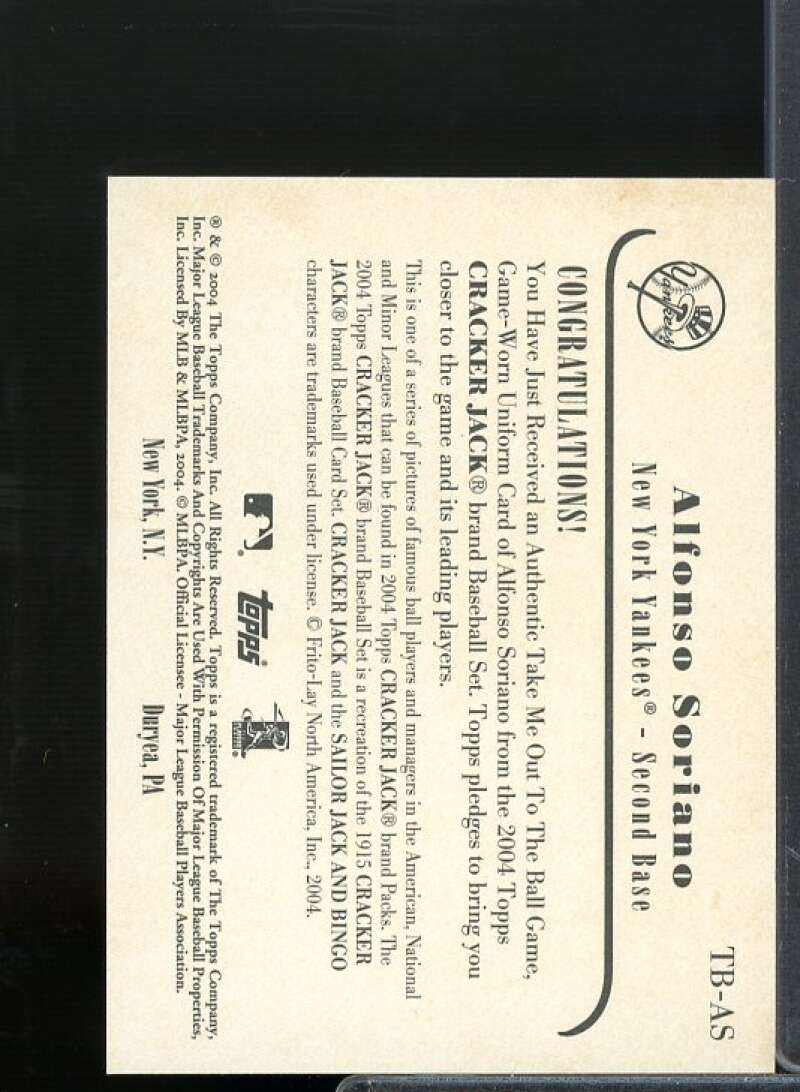 TB-AS
Alfonso Soriano
New York Yankees® - Second Base
Yankees
CONGRATULATIONS!
You Have Just Received an Authentic Take Me Out To The Ball Game,
Game-Worn Uniform Card of Alfonso Soriano from the 2004 Topps
CRACKER JACK® brand Baseball Set. Topps pledges to bring you
closer to the game and its leading players.
This is one of a series of pictures of famous ball players and managers in the American, National
and Minor Leagues that can be found in 2004 Topps CRACKER JACK® brand Packs. The
2004 Topps CRACKER JACK® brand Baseball Set is a recreation of the 1915 CRACKER
JACK® brand Baseball Card Set. CRACKER JACK and the SAILOR JACK AND BINGO
characters are trademarks used under license. © Frito-Lay North America, Inc., 2004.
topps®
® & © 2004 The Topps Company, Inc. All Rights Reserved. Topps is a registered trademark of The Topps Company,
Inc. Major League Baseball Trademarks And Copyrights Are Used With Permission Of Major League Baseball Properties,
Inc. Licensed By MLB & MLBPA, 2004. © MLBPA, Official Licensee - Major League Baseball Players Association.
New York, N.Y. Duryea, PA